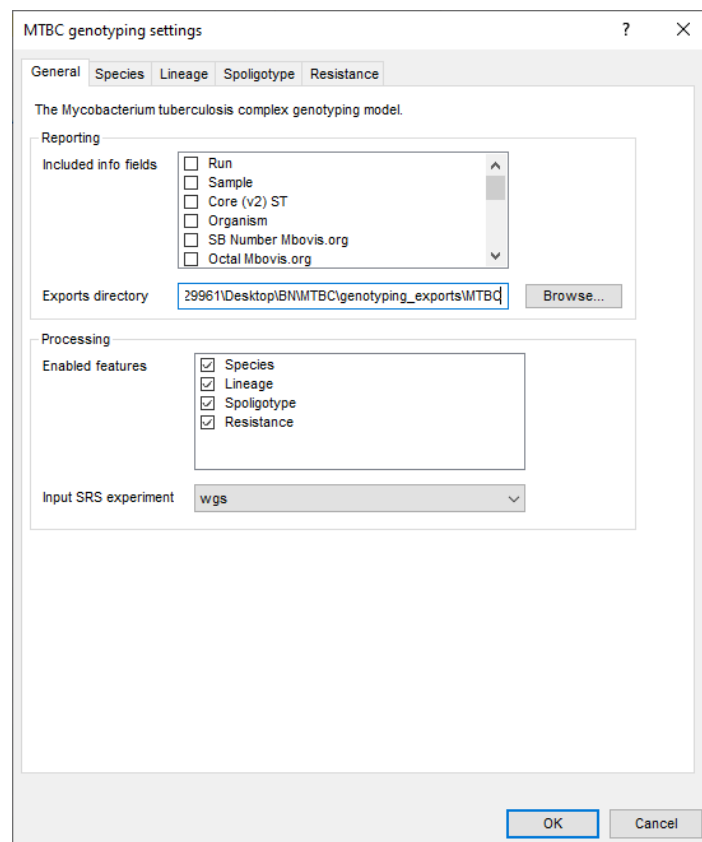 MTBC genotyping settings ?
General Species Lineage Spoligotype Resistance
The Mycobacterium tuberculosis complex genotyping model.
Reporting
Included info fields
Run
Sample
Core (v2) ST
Organism
SB Number Mbovis.org
Octal Mbovis.org
Exports directory 29961\Desktop\BN\MTBC\genotyping_exports\MTBC Browse...
Processing
Enabled features
Species
Lineage
Spoligotype
Resistance
Input SRS experiment wgs
OK Cancel